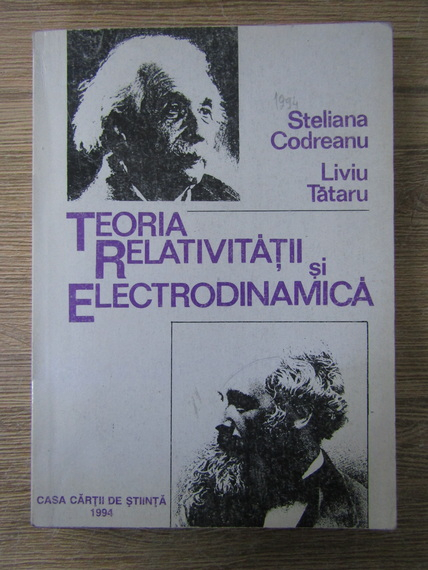 1994
Steliana
Codreanu
Liviu
Tătaru
TEORIA
RELATIVITĂȚII
și
ELECTRODINAMICĂ
CASA CĂRȚII DE ȘTIINȚĂ
1994